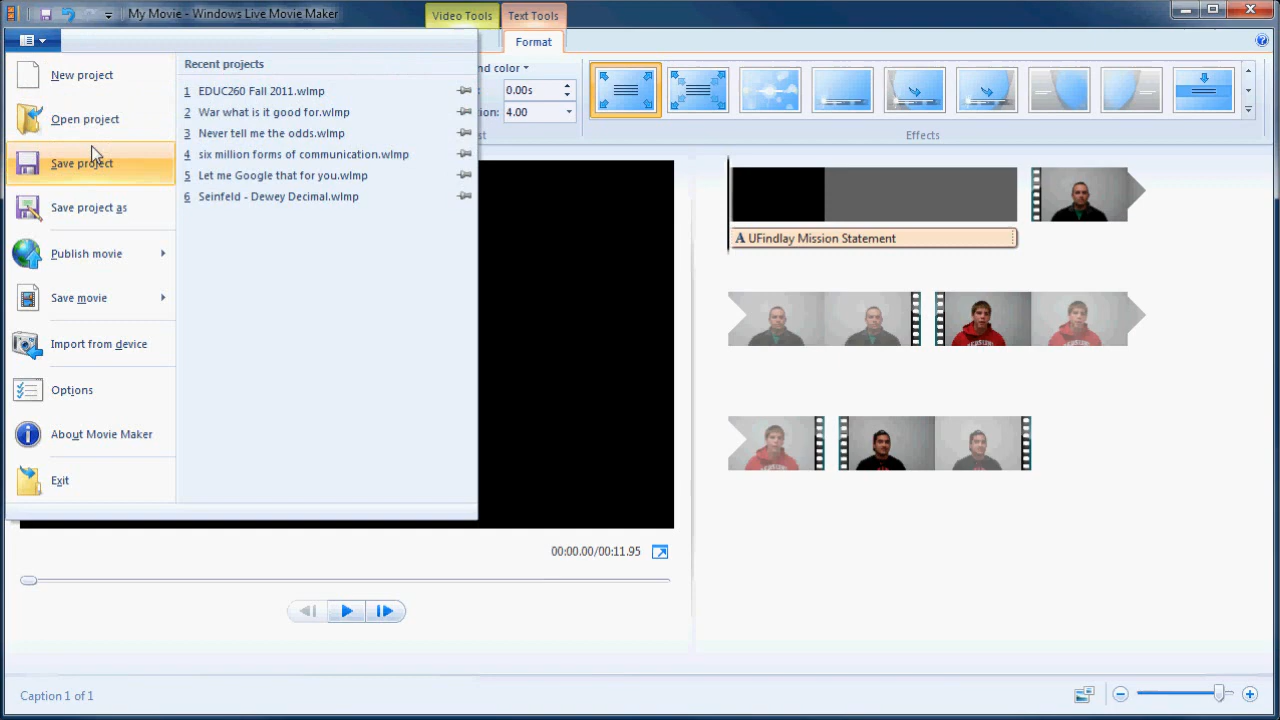 My Movie - Windows Live Movie Maker
Video Tools
Text Tools
Format
New project
Open project
Save project
Save project as
Publish movie
Save movie
Import from device
Options
About Movie Maker
Exit
Recent projects
1 EDUC260 Fall 2011.wlmp
2 War what is it good for.wlmp
3 Never tell me the odds.wlmp
4 six million forms of communication.wlmp
5 Let me Google that for you.wlmp
6 Seinfeld - Dewey Decimal.wlmp
nd color
0.00s
ion: 4.00
st
Effects
A UFindlay Mission Statement
00:00.00/00:11.95
Caption 1 of 1